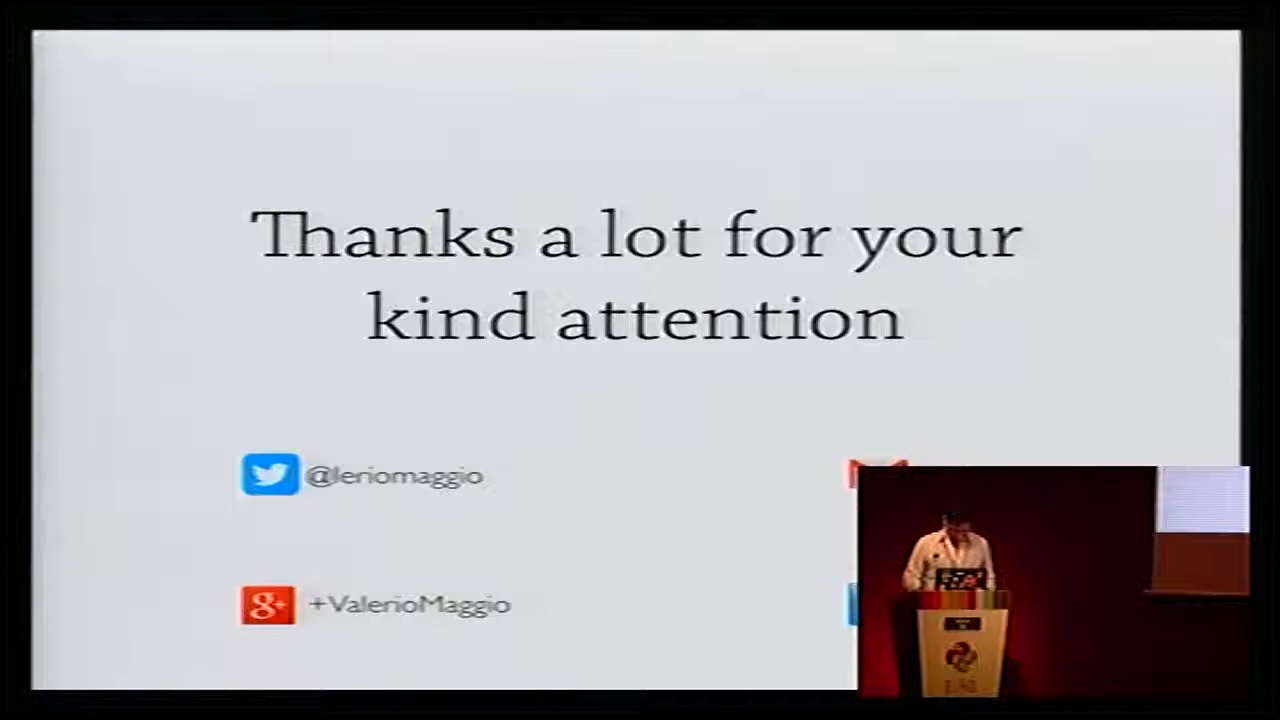 Thanks a lot for your
kind attention
@leriomaggio
+ValerioMaggio